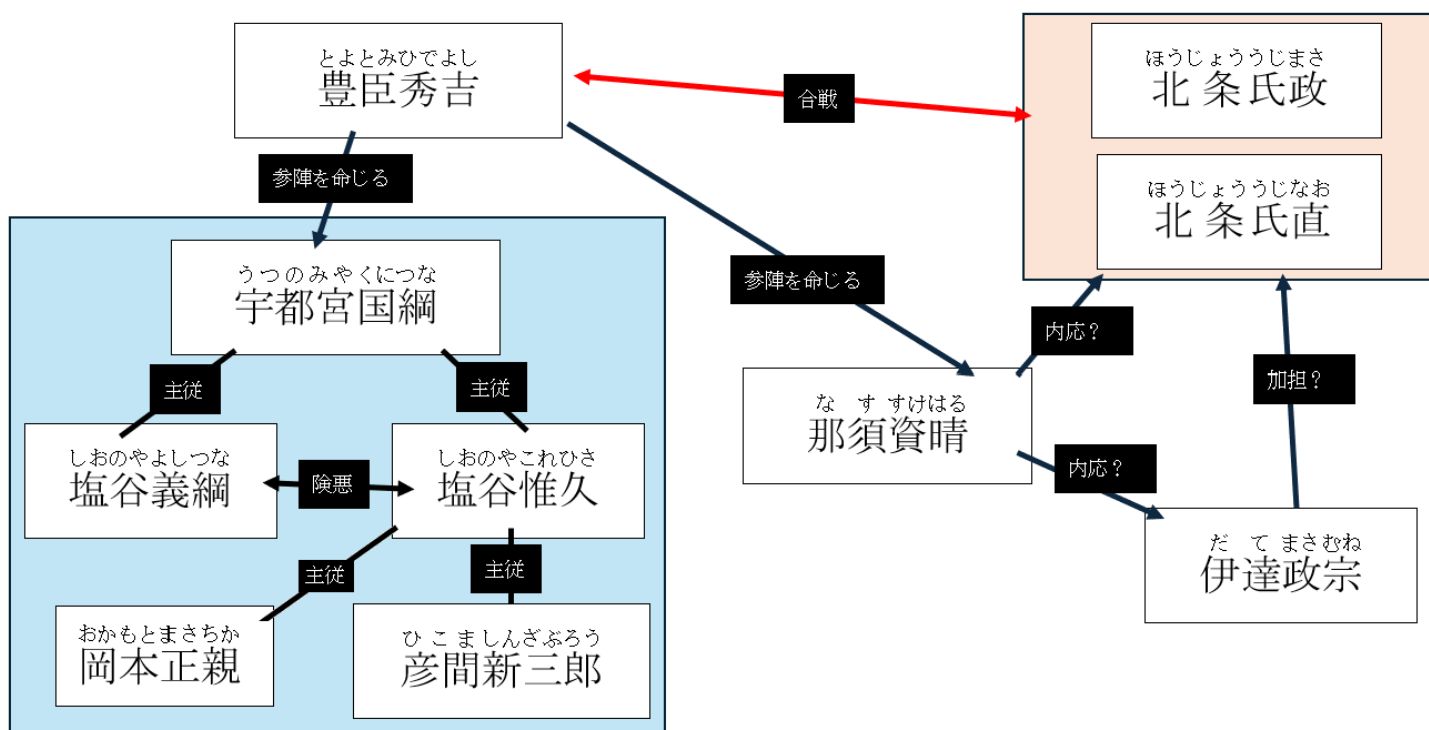 とよとみひでよし
豊臣秀吉
合戦
ほうじょううじまさ
北条氏政
ほうじょううじなお
北条氏直
参陣を命じる
うつのみやくにつな
宇都宮国綱
参陣を命じる
内応？
加担？
主従
主従
な す すけはる
那須資晴
しおのやよしつな
塩谷義綱
険悪
しおのやこれひさ
塩谷惟久
内応？
だ て まさむね
伊達政宗
主従
主従
おかもとまさちか
岡本正親
ひこましんざぶろう
彦間新三郎